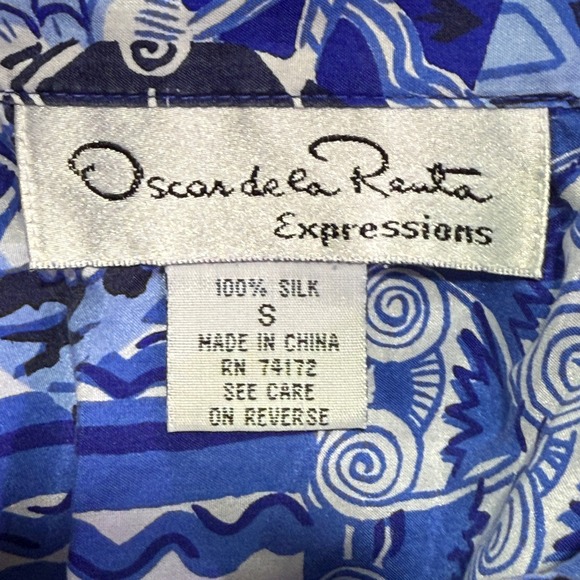 Oscar de la Renta
Expressions
100% SILK
S
MADE IN CHINA
RN 74172
SEE CARE
ON REVERSE